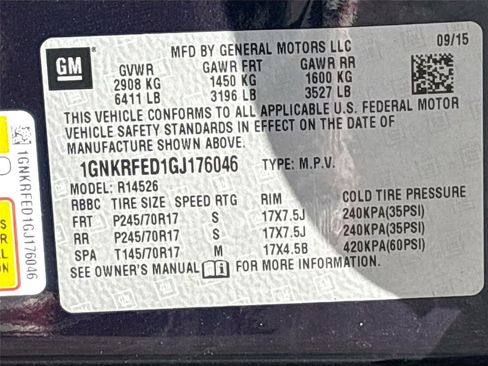 GM
MFD BY GENERAL MOTORS LLC 09/15
GVWR GAWR FRT GAWR RR
2908 KG 1450 KG 1600 KG
6411 LB 3196 LB 3527 LB
THIS VEHICLE CONFORMS TO ALL APPLICABLE U.S. FEDERAL MOTOR
VEHICLE SAFETY STANDARDS IN EFFECT ON THE DATE OF
MANUFACTURE SHOWN ABOVE.
1GNKRFED1GJ176046 TYPE: M.P.V.
MODEL: R14526
RBBC TIRE SIZE SPEED RTG RIM COLD TIRE PRESSURE
FRT P245/70R17 S 17X7.5J 240KPA(35PSI)
RR P245/70R17 S 17X7.5J 240KPA(35PSI)
SPA T145/70R17 M 17X4.5B 420KPA(60PSI)
SEE OWNER'S MANUAL FOR MORE INFORMATION.
1GNKRFED1GJ176046